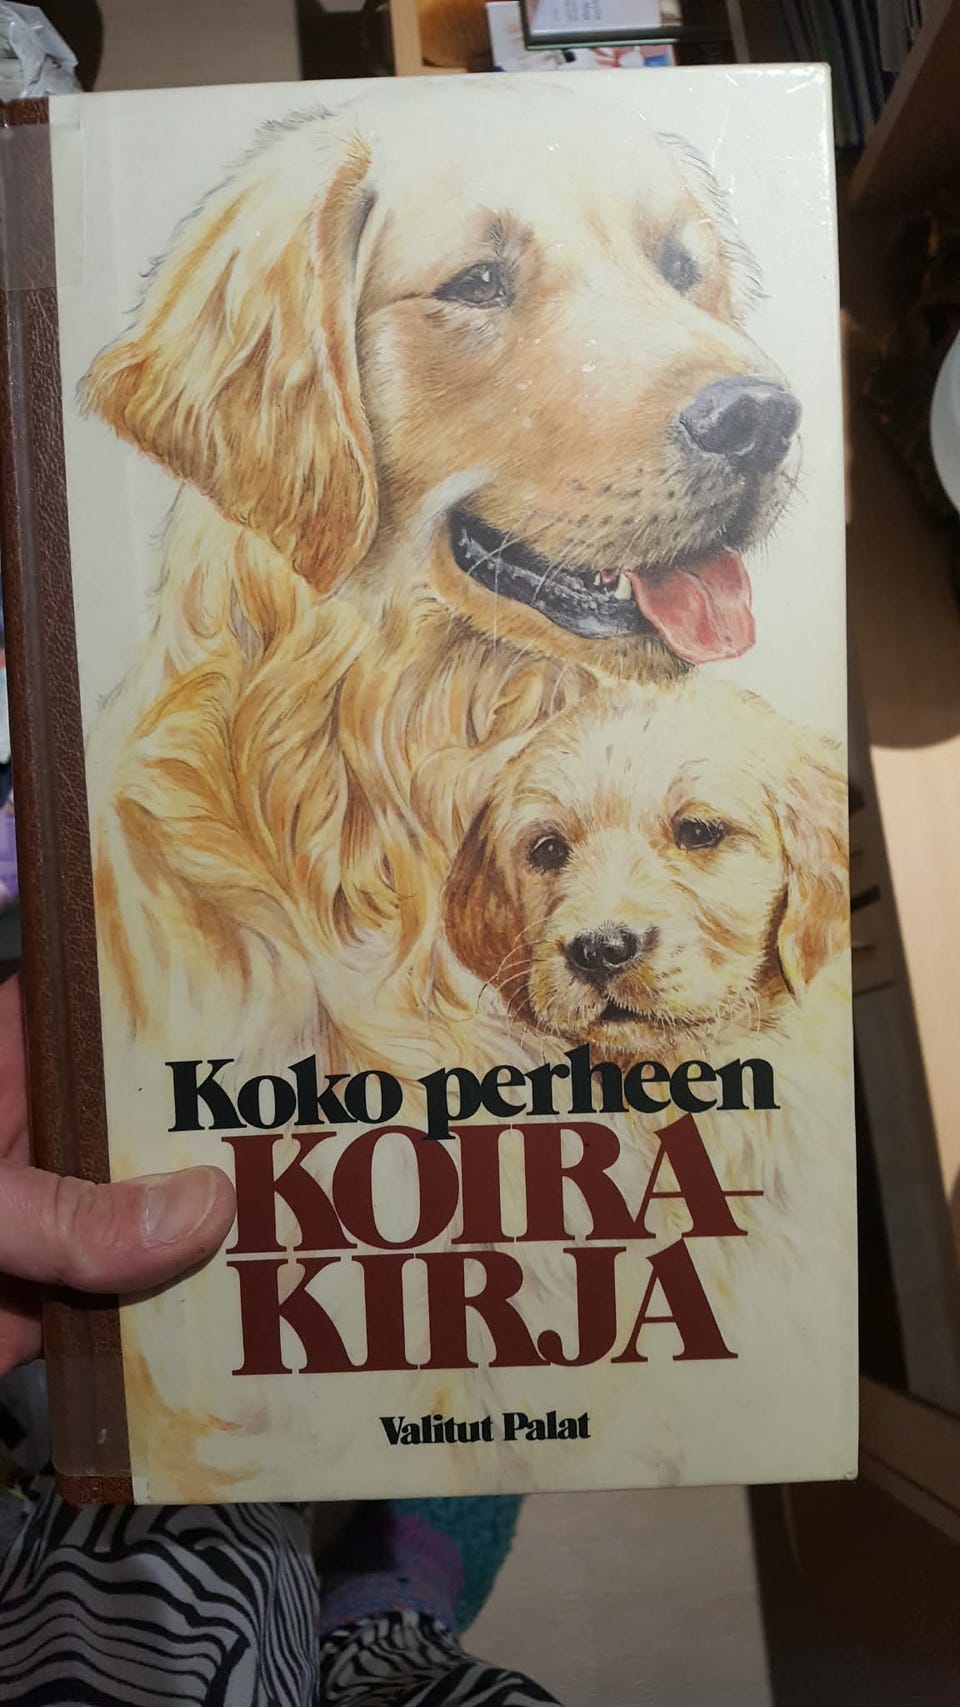 Koko perheen
KOIRA-
KIRJA
Valitut Palat